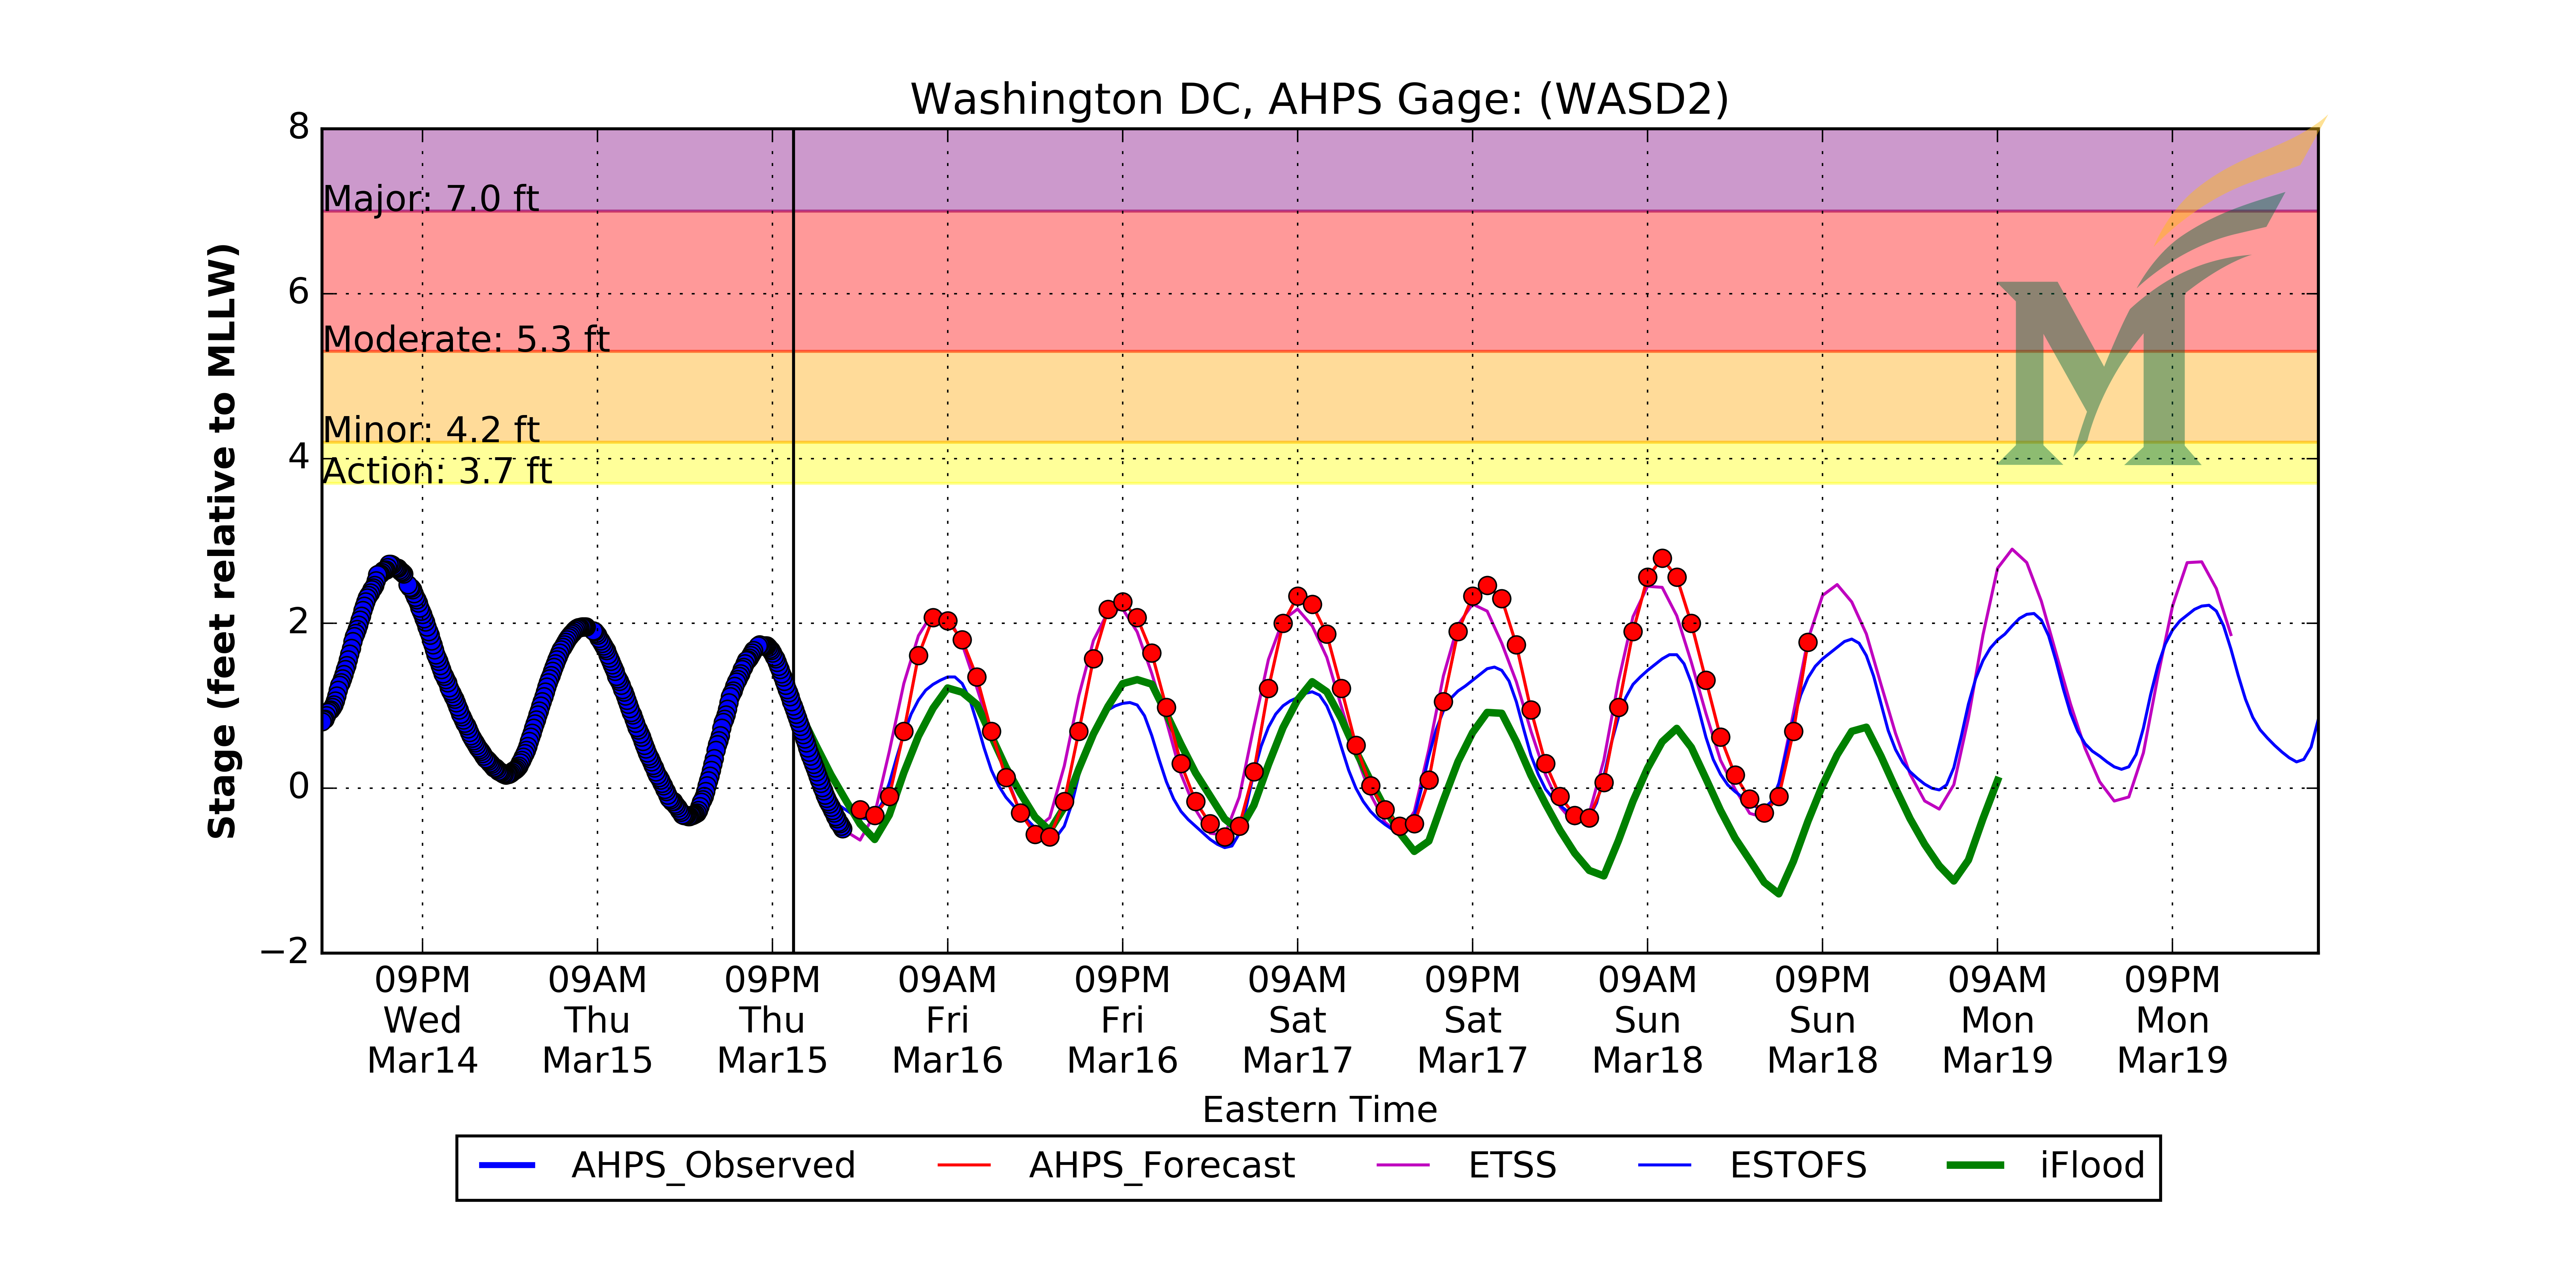 Washington DC, AHPS Gage: (WASD2)
8
Major: 7.0 ft
6
Moderate: 5.3 ft
Minor: 4.2 ft
4
Action: 3.7 ft
2
0
−2
Stage (feet relative to MLLW)
09PM 09AM 09PM 09AM 09PM 09AM 09PM 09AM 09PM 09AM 09PM
Wed Thu Thu Fri Fri Sat Sat Sun Sun Mon Mon
Mar14 Mar15 Mar15 Mar16 Mar16 Mar17 Mar17 Mar18 Mar18 Mar19 Mar19
Eastern Time
AHPS_Observed AHPS_Forecast ETSS ESTOFS iFlood
M